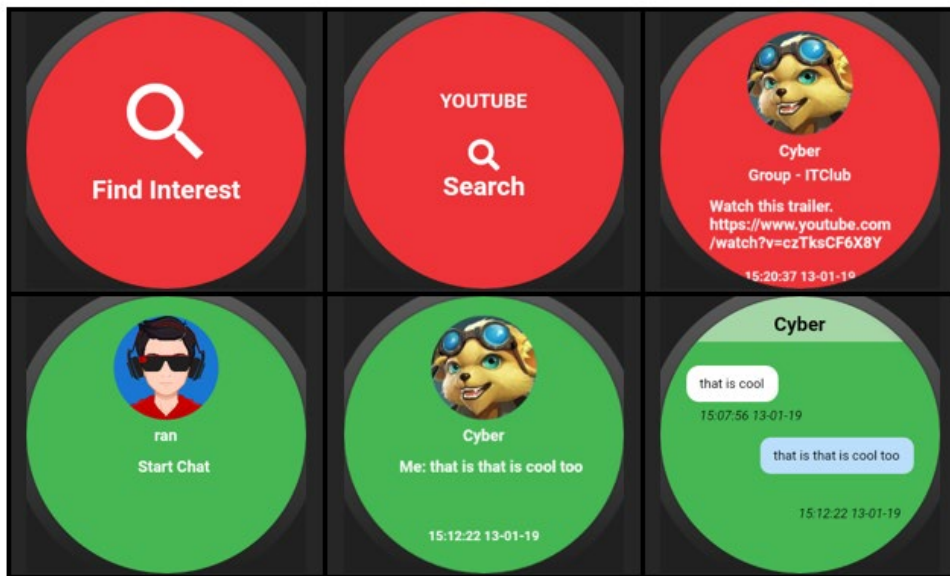 Find Interest
YOUTUBE
Search
Cyber
Group - ITClub
Watch this trailer.
https://www.youtube.com
/watch?v=czTksCF6X8Y
15:20:37 13-01-19
ran
Start Chat
Cyber
Me: that is that is cool too
15:12:22 13-01-19
Cyber
that is cool
15:07:56 13-01-19
that is that is cool too
15:12:22 13-01-19